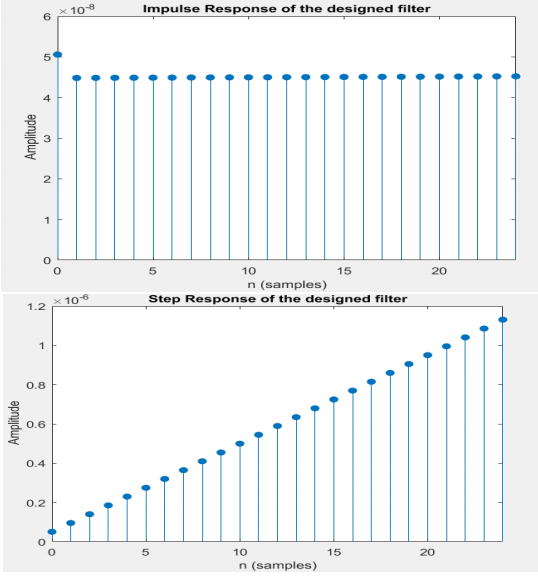 Impulse Response of the designed filter
×10⁻⁸
6
5
4
3
2
1
0
Amplitude
0 5 10 15 20
n (samples)
Step Response of the designed filter
×10⁻⁶
1.2
1
0.8
0.6
0.4
0.2
0
Amplitude
0 5 10 15 20
n (samples)